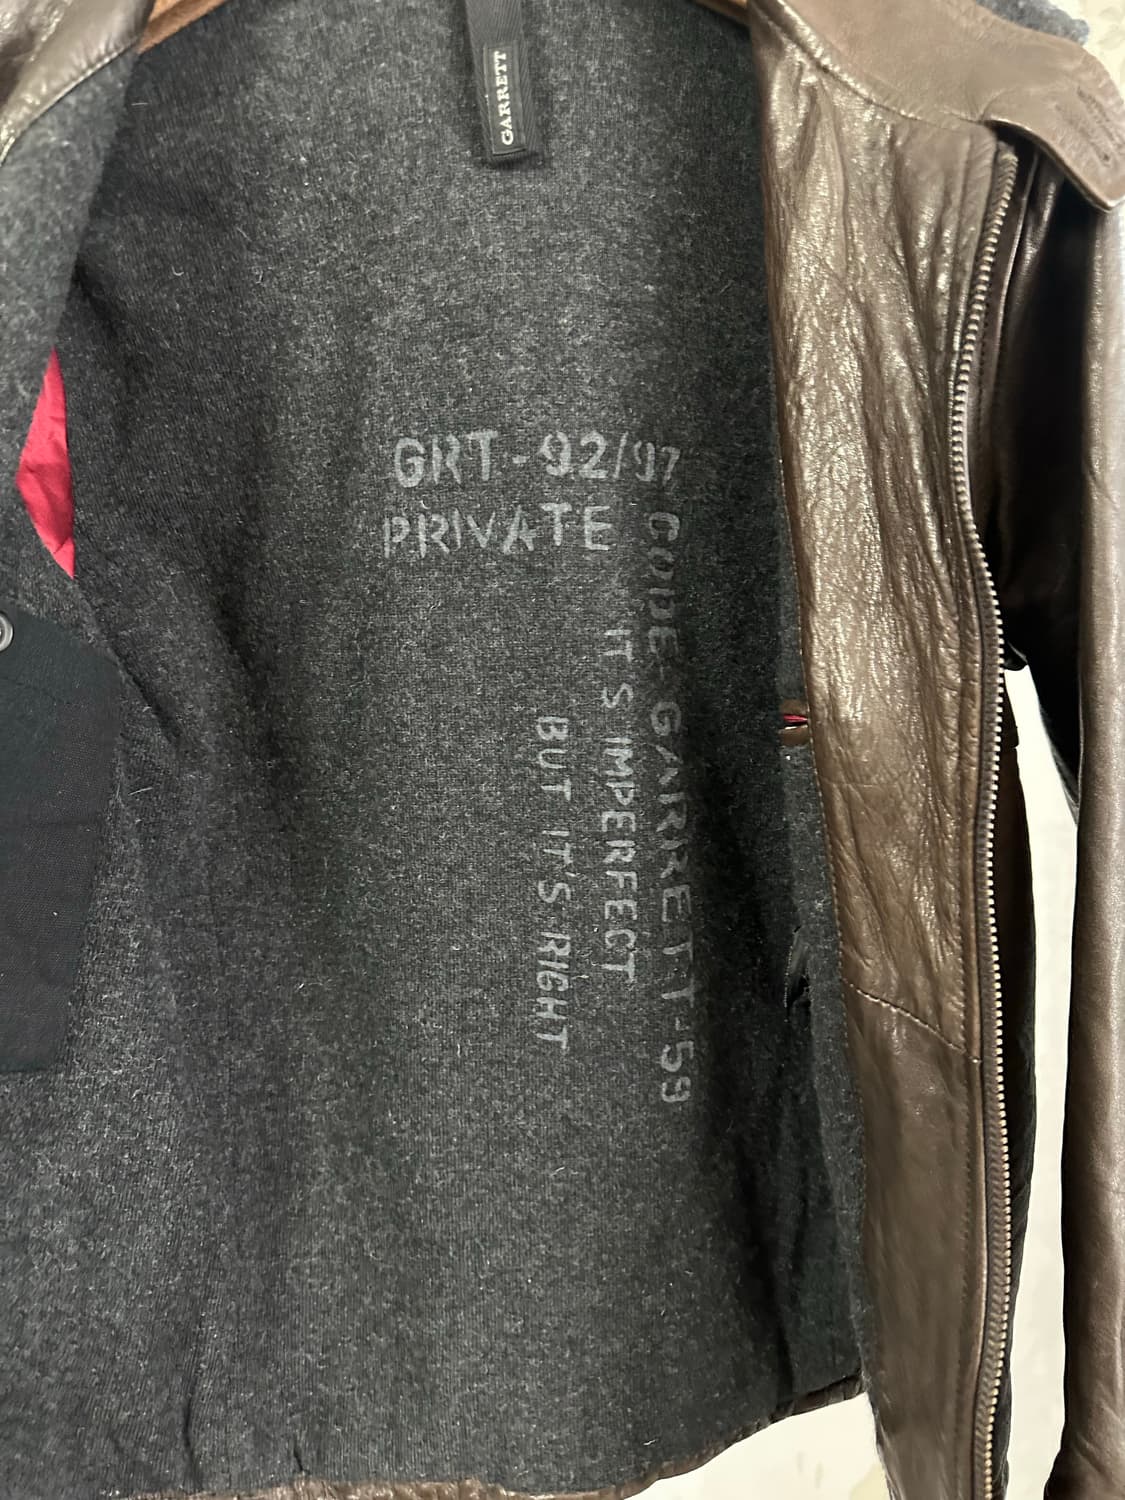 GARRETT
GRT - 92/97
PRIVATE
CODE-GARRETT-59
IT'S IMPERFECT
BUT IT'S RIGHT